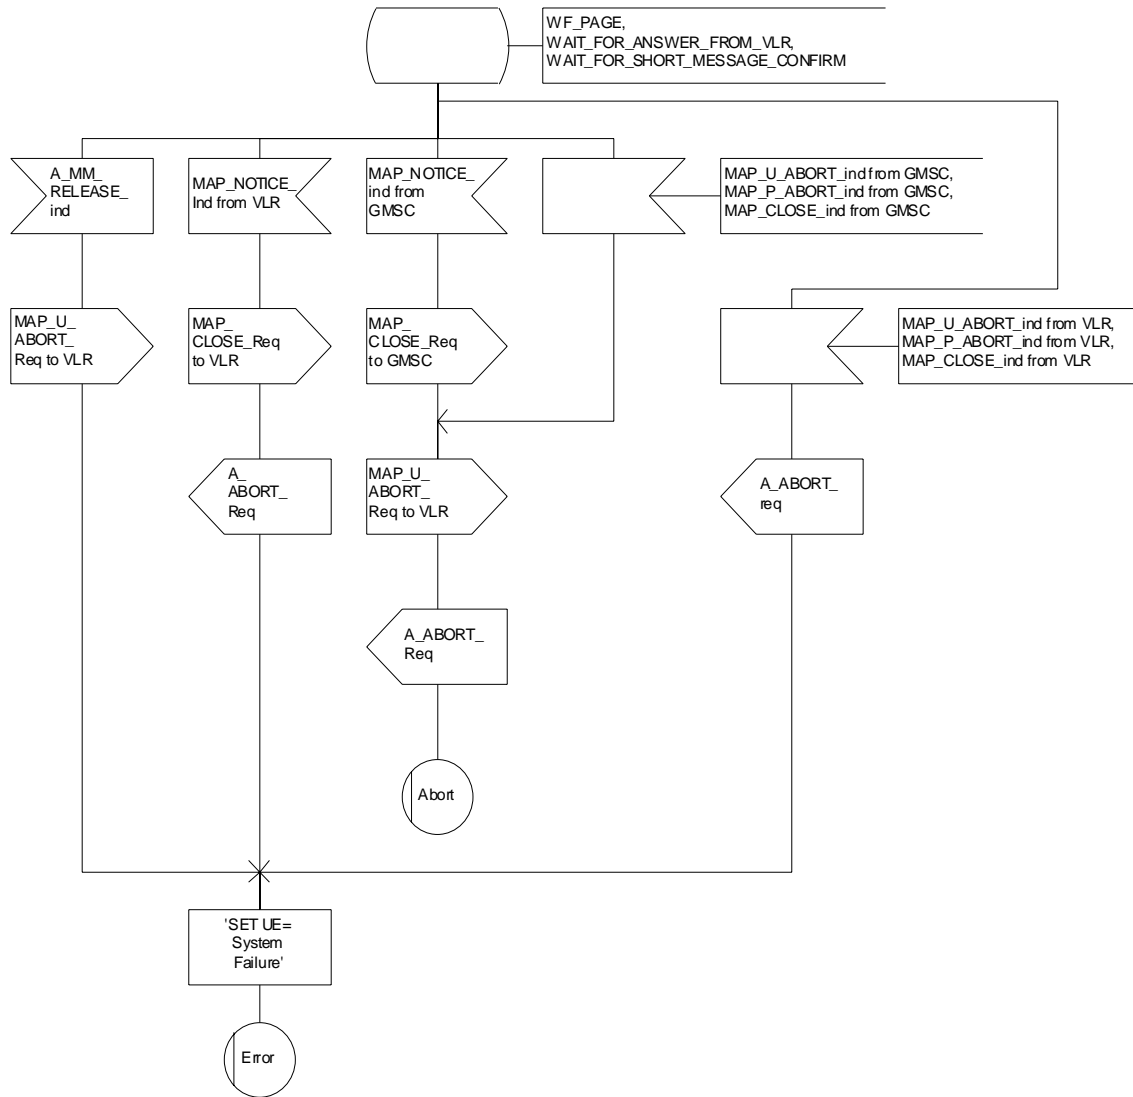 WF_PAGE,
WAIT_FOR_ANSWER_FROM_VLR,
WAIT_FOR_SHORT_MESSAGE_CONFIRM
A_MM_
RELEASE_
ind
MAP_NOTICE_
Ind from VLR
MAP_NOTICE_
ind from
GMSC
MAP_U_ABORT_ind from GMSC,
MAP_P_ABORT_ind from GMSC,
MAP_CLOSE_ind from GMSC
MAP_U_
ABORT_
Req to VLR
MAP_
CLOSE_Req
to VLR
MAP_
CLOSE_Req
to GMSC
MAP_U_ABORT_ind from VLR,
MAP_P_ABORT_ind from VLR,
MAP_CLOSE_ind from VLR
A_
ABORT_
Req
MAP_U_
ABORT_
Req to VLR
A_ABORT_
req
A_ABORT_
Req
Abort
'SET UE=
System
Failure'
Error